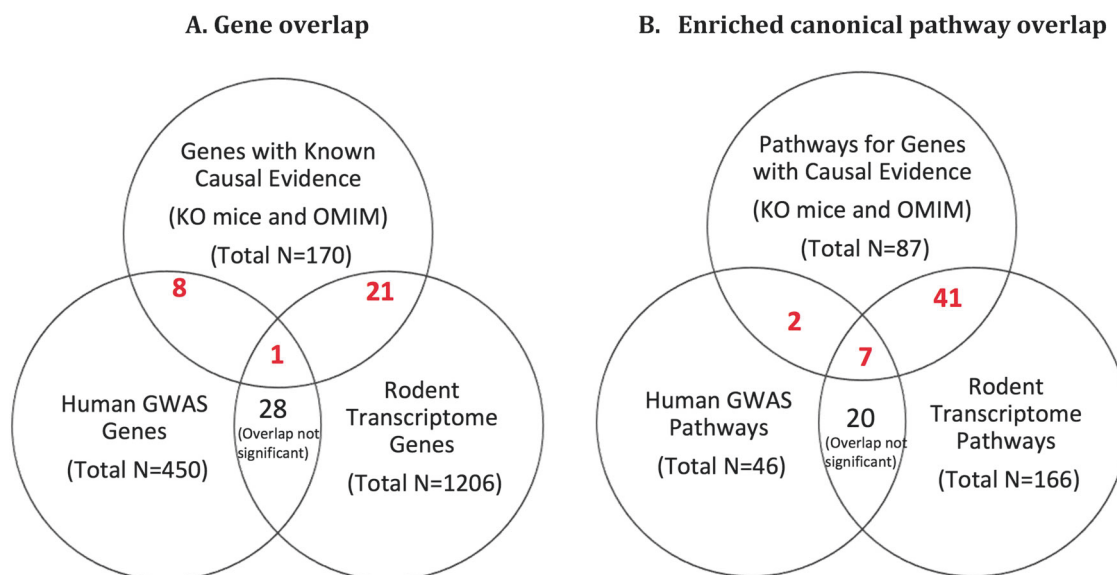 A. Gene overlap
Genes with Known
Causal Evidence
(KO mice and OMIM)
(Total N=170)
8
21
1
Human GWAS
Genes
(Total N=450)
28
(Overlap not
significant)
Rodent
Transcriptome
Genes
(Total N=1206)
B. Enriched canonical pathway overlap
Pathways for Genes
with Causal Evidence
(KO mice and OMIM)
(Total N=87)
2
41
7
Human GWAS
Pathways
(Total N=46)
20
(Overlap not
significant)
Rodent
Transcriptome
Pathways
(Total N=166)